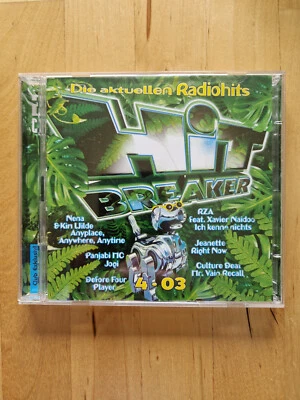 Die aktuellen Radiohits
HiT
BREAKER
Nena
& Kim Wilde
Anyplace,
Anywhere, Anytime
Panjabi MC
Jogi
Before Four
Player
RZA
Feat. Xavier Naidoo
Ich kenne nichts
Jeanette
Right Now
Culture Beat
Mr. Vain Recall
4-03